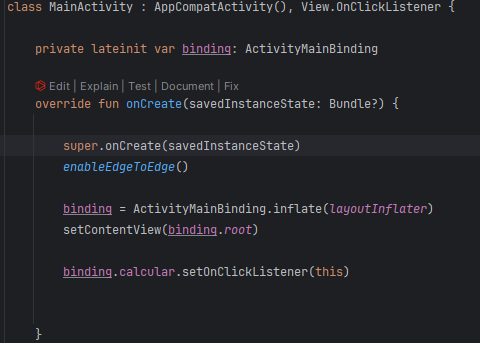 class MainActivity : AppCompatActivity(), View.OnClickListener {
private lateinit var binding: ActivityMainBinding
Edit | Explain | Test | Document | Fix
override fun onCreate(savedInstanceState: Bundle?) {
super.onCreate(savedInstanceState)
enableEdgeToEdge()
binding = ActivityMainBinding.inflate(layoutInflater)
setContentView(binding.root)
binding.calcular.setOnClickListener(this)
}